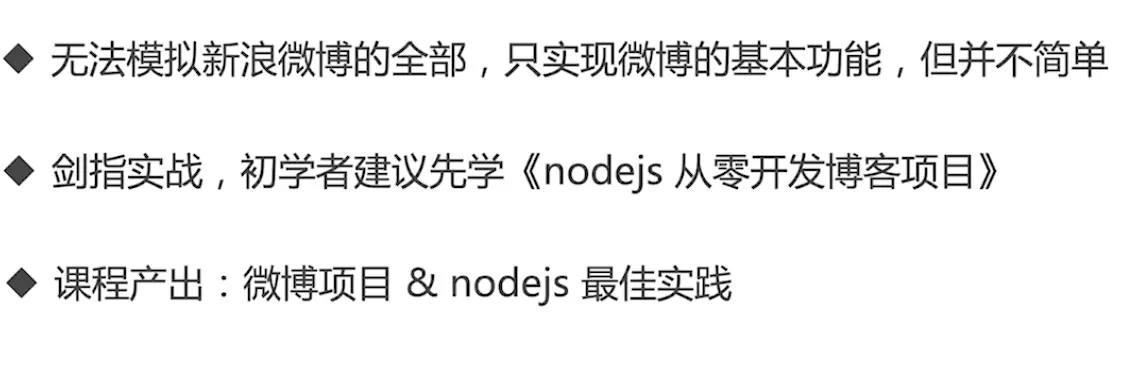 ◆ 无法模拟新浪微博的全部，只实现微博的基本功能，但并不简单
◆ 剑指实战，初学者建议先学《nodejs 从零开发博客项目》
◆ 课程产出：微博项目 & nodejs 最佳实践